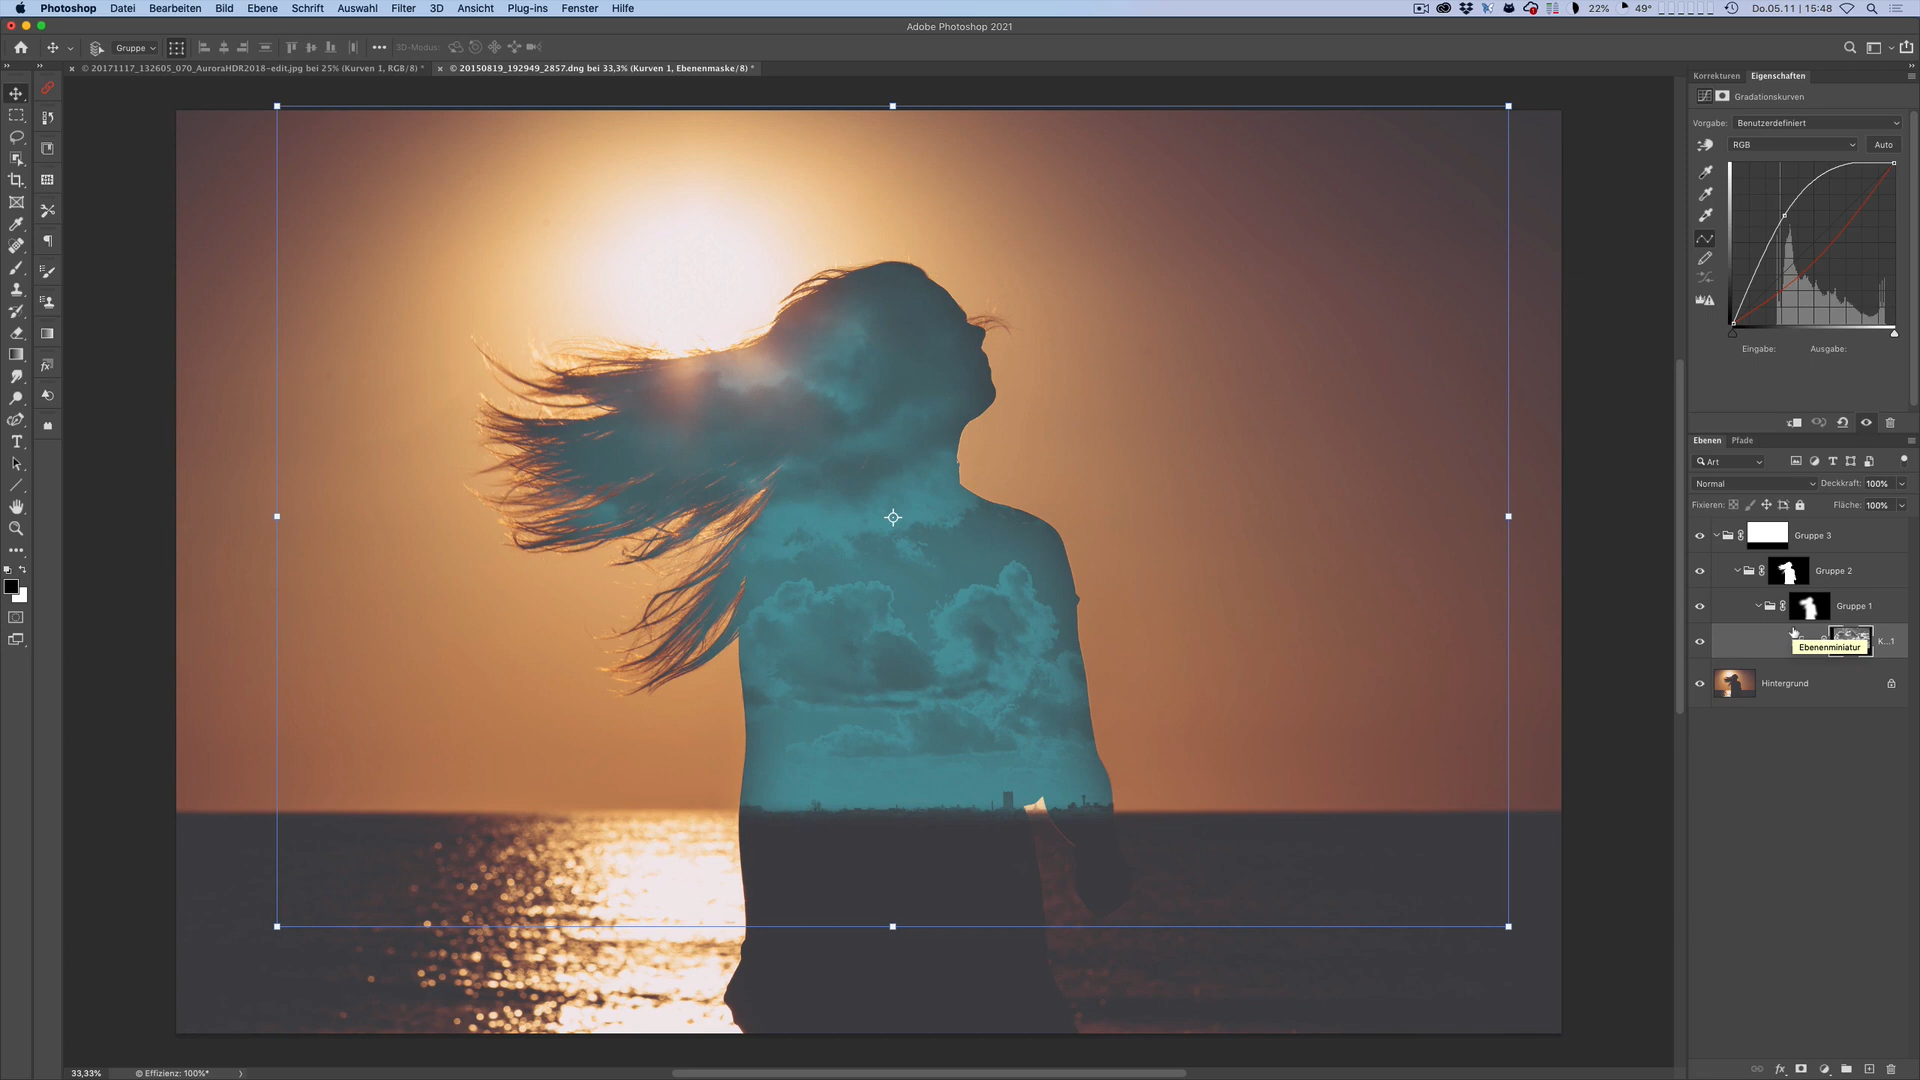 Photoshop Datei Bearbeiten Bild Ebene Schrift Auswahl Filter 3D Ansicht Plug-ins Fenster Hilfe 22% 49° Do.05.11 | 15:48
Adobe Photoshop 2021
Gruppe 3D-Modus:
© 20171117_132605_070_AuroraHDR2018-edit.jpg bei 25% (Kurven 1, RGB/8) *
© 20150819_192949_2857.dng bei 33,3% (Kurven 1, Ebenenmaske/8) *
Korrekturen Eigenschaften
Gradationskurven
Vorgabe: Benutzerdefiniert
RGB Auto
Eingabe: Ausgabe:
Ebenen Pfade
Art
Normal Deckkraft: 100%
Fixieren: Fläche: 100%
Gruppe 3
Gruppe 2
Gruppe 1
K...1
Ebenenminiatur
Hintergrund
33,33% Effizienz: 100%*